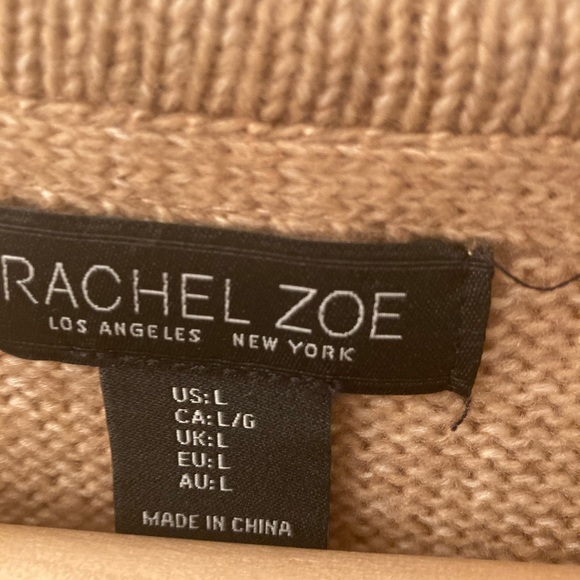 RACHEL ZOE
LOS ANGELES NEW YORK
US: L
CA: L/G
UK: L
EU: L
AU: L
MADE IN CHINA